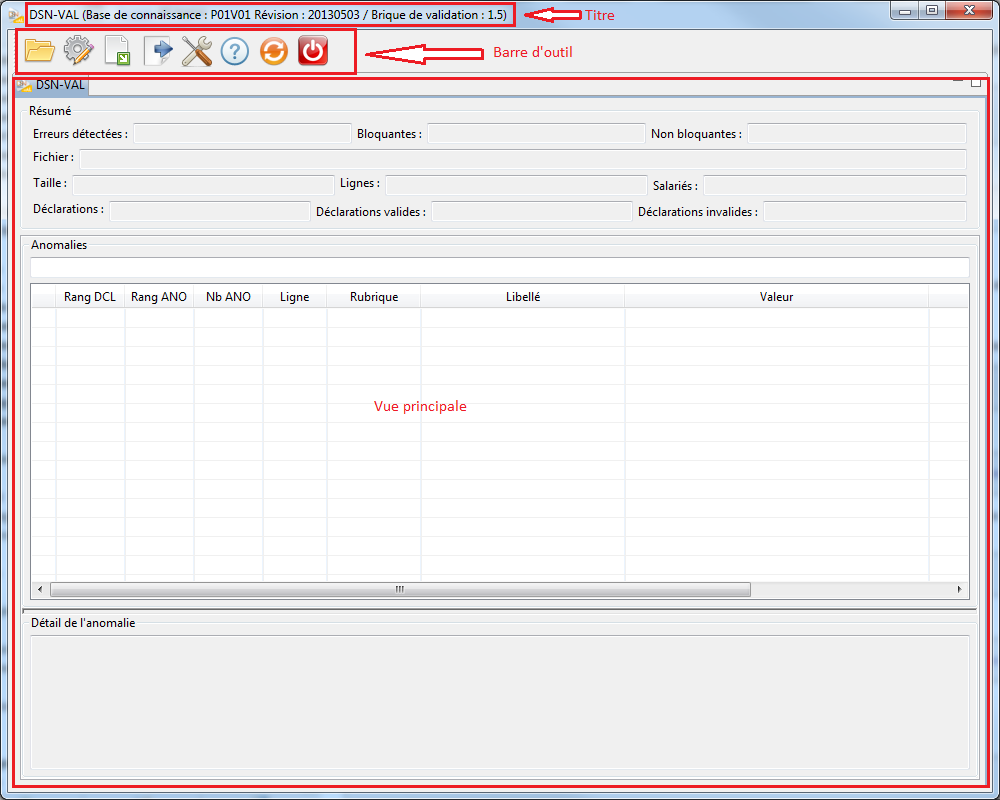 DSN-VAL (Base de connaissance : P01V01 Révision : 20130503 / Brique de validation : 1.5)
Titre
Barre d'outil
DSN-VAL
Résumé
Erreurs détectées : Bloquantes : Non bloquantes :
Fichier :
Taille : Lignes : Salariés :
Déclarations : Déclarations valides : Déclarations invalides :
Anomalies
Rang DCL Rang ANO Nb ANO Ligne Rubrique Libellé Valeur
Vue principale
Détail de l'anomalie